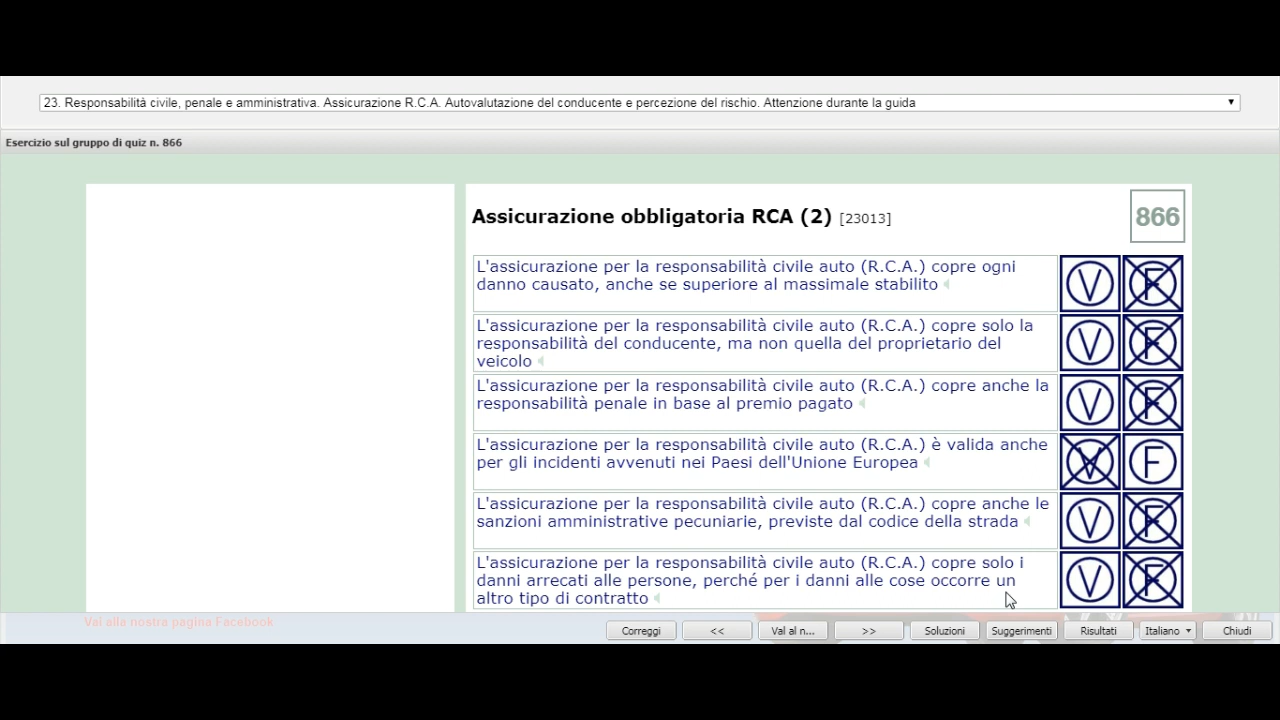 23. Responsabilità civile, penale e amministrativa. Assicurazione R.C.A. Autovalutazione del conducente e percezione del rischio. Attenzione durante la guida
Esercizio sul gruppo di quiz n. 866
Assicurazione obbligatoria RCA (2) [23013]
866
L'assicurazione per la responsabilità civile auto (R.C.A.) copre ogni
danno causato, anche se superiore al massimale stabilito
V F
L'assicurazione per la responsabilità civile auto (R.C.A.) copre solo la
responsabilità del conducente, ma non quella del proprietario del
veicolo
V F
L'assicurazione per la responsabilità civile auto (R.C.A.) copre anche la
responsabilità penale in base al premio pagato
V F
L'assicurazione per la responsabilità civile auto (R.C.A.) è valida anche
per gli incidenti avvenuti nei Paesi dell'Unione Europea
V F
L'assicurazione per la responsabilità civile auto (R.C.A.) copre anche le
sanzioni amministrative pecuniarie, previste dal codice della strada
V F
L'assicurazione per la responsabilità civile auto (R.C.A.) copre solo i
danni arrecati alle persone, perché per i danni alle cose occorre un
altro tipo di contratto
V F
Vai alla nostra pagina Facebook
Correggi << Vai al n... >> Soluzioni Suggerimenti Risultati Italiano Chiudi